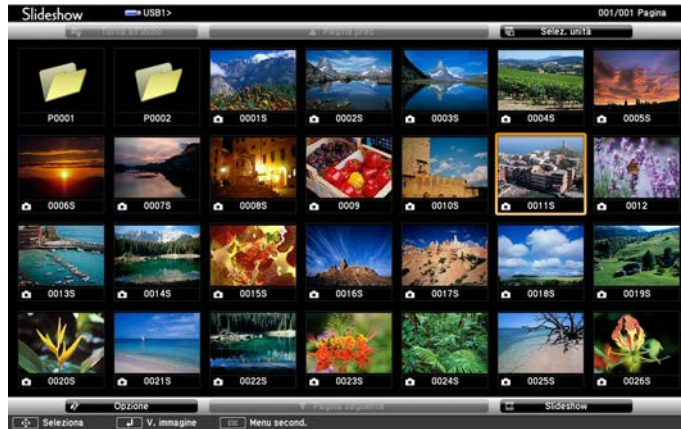 Slideshow USB1> 001/001 Pagina
Torna all'inizio ▲ Pagina prec Selez. unità
P0001 P0002 0001S 0002S 0003S 0004S 0005S
0006S 0007S 0008S 0009 0010S 0011S 0012
0013S 0014S 0015S 0016S 0017S 0018S 0019S
0020S 0021S 0022S 0023S 0024S 0025S 0026S
Opzione ▼ Pagina seguente Slideshow
Seleziona V. immagine Esc Menu second.